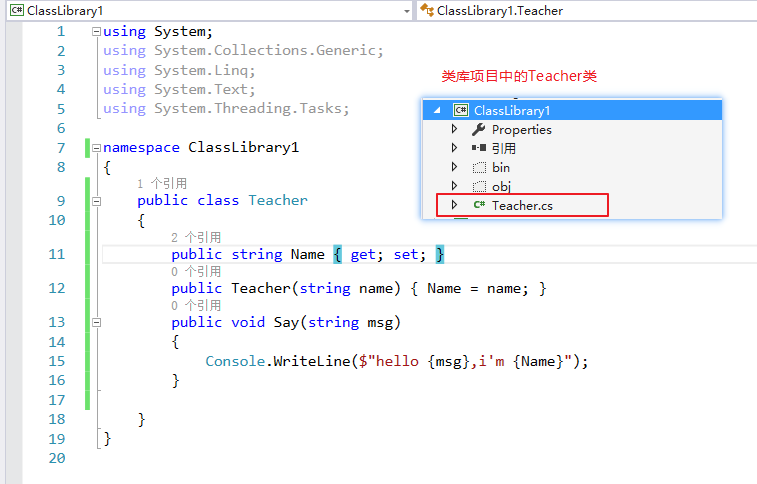 ClassLibrary1
ClassLibrary1.Teacher
1 using System;
2 using System.Collections.Generic;
3 using System.Linq;
4 using System.Text;
5 using System.Threading.Tasks;
6
7 namespace ClassLibrary1
8 {
1 个引用
9 public class Teacher
10 {
2 个引用
11 public string Name { get; set; }
0 个引用
12 public Teacher(string name) { Name = name; }
0 个引用
13 public void Say(string msg)
14 {
15 Console.WriteLine($"hello {msg},i'm {Name}");
16 }
17
18 }
19 }
20
类库项目中的Teacher类
C# ClassLibrary1
Properties
引用
bin
obj
C# Teacher.cs